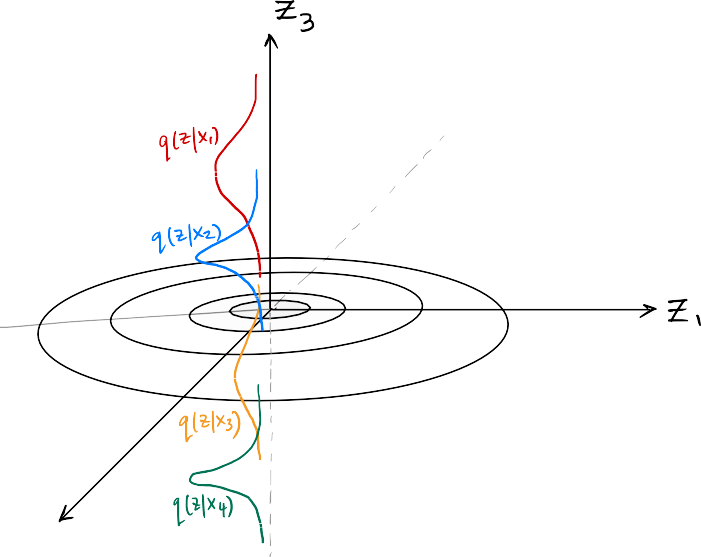 Z₃
q(z|x₁)
q(z|x₂)
Z₁
q(z|x₃)
q(z|x₄)